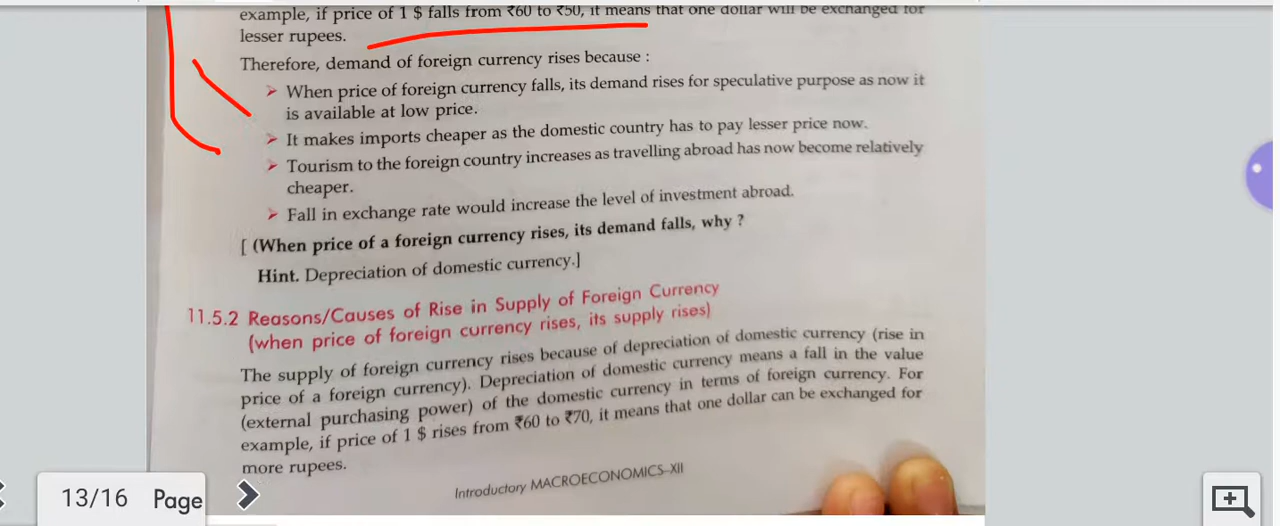 example, if price of 1 $ falls from ₹60 to ₹50, it means that one dollar will be exchanged for
lesser rupees.
Therefore, demand of foreign currency rises because :
➢ When price of foreign currency falls, its demand rises for speculative purpose as now it
is available at low price.
➢ It makes imports cheaper as the domestic country has to pay lesser price now.
➢ Tourism to the foreign country increases as travelling abroad has now become relatively
cheaper.
➢ Fall in exchange rate would increase the level of investment abroad.
[ (When price of a foreign currency rises, its demand falls, why ?
Hint. Depreciation of domestic currency.]
11.5.2 Reasons/Causes of Rise in Supply of Foreign Currency
(when price of foreign currency rises, its supply rises)
The supply of foreign currency rises because of depreciation of domestic currency (rise in
price of a foreign currency). Depreciation of domestic currency means a fall in the value
(external purchasing power) of the domestic currency in terms of foreign currency. For
example, if price of 1 $ rises from ₹60 to ₹70, it means that one dollar can be exchanged for
more rupees.
Introductory MACROECONOMICS-XII
13/16 Page